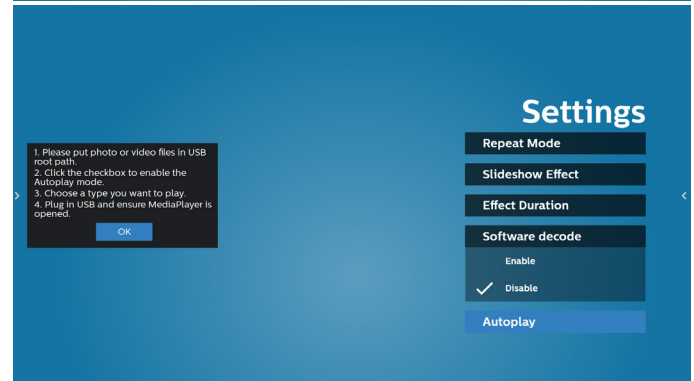 Settings
1. Please put photo or video files in USB
root path.
2. Click the checkbox to enable the
Autoplay mode.
3. Choose a type you want to play.
4. Plug in USB and ensure MediaPlayer is
opened.
OK
Repeat Mode
Slideshow Effect
Effect Duration
Software decode
Enable
Disable
Autoplay